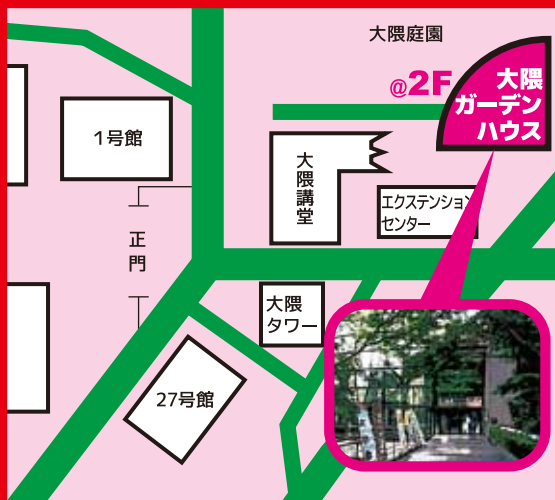 大隈庭園
@2F
大隈
ガーデン
ハウス
1号館
大隈講堂
エクステンション
センター
正門
大隈
タワー
27号館